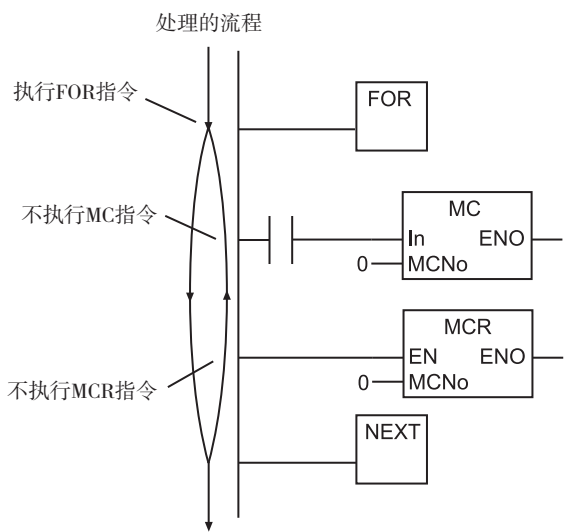 处理的流程
执行FOR指令
FOR
不执行MC指令
MC
In ENO
0 MCNo
MCR
不执行MCR指令
EN ENO
0 MCNo
NEXT